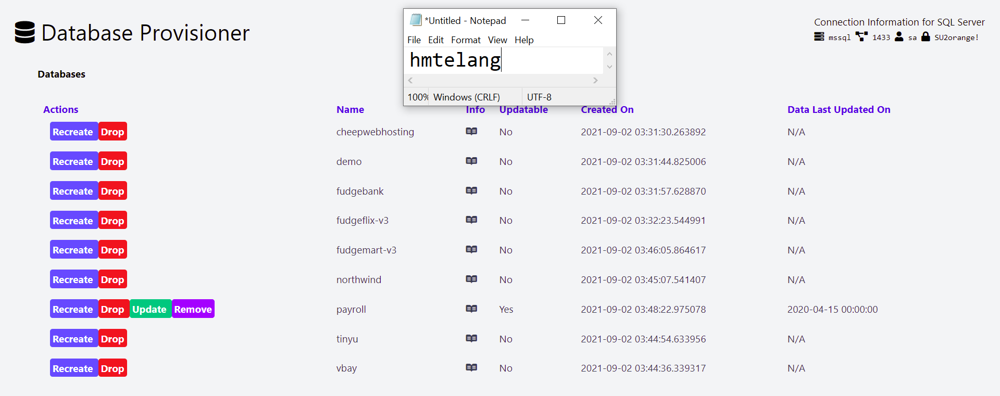 Database Provisioner
*Untitled - Notepad
File Edit Format View Help
hmtelang
100% Windows (CRLF) UTF-8
Connection Information for SQL Server
mssql 1433 sa SU2orange!
Databases
Actions Name Info Updatable Created On Data Last Updated On
Recreate Drop cheepwebhosting No 2021-09-02 03:31:30.263892 N/A
Recreate Drop demo No 2021-09-02 03:31:44.825006 N/A
Recreate Drop fudgebank No 2021-09-02 03:31:57.628870 N/A
Recreate Drop fudgeflix-v3 No 2021-09-02 03:32:23.544991 N/A
Recreate Drop fudgemart-v3 No 2021-09-02 03:46:05.864617 N/A
Recreate Drop northwind No 2021-09-02 03:45:07.541407 N/A
Recreate Drop Update Remove payroll Yes 2021-09-02 03:48:22.975078 2020-04-15 00:00:00
Recreate Drop tinyu No 2021-09-02 03:44:54.633956 N/A
Recreate Drop vbay No 2021-09-02 03:44:36.339317 N/A